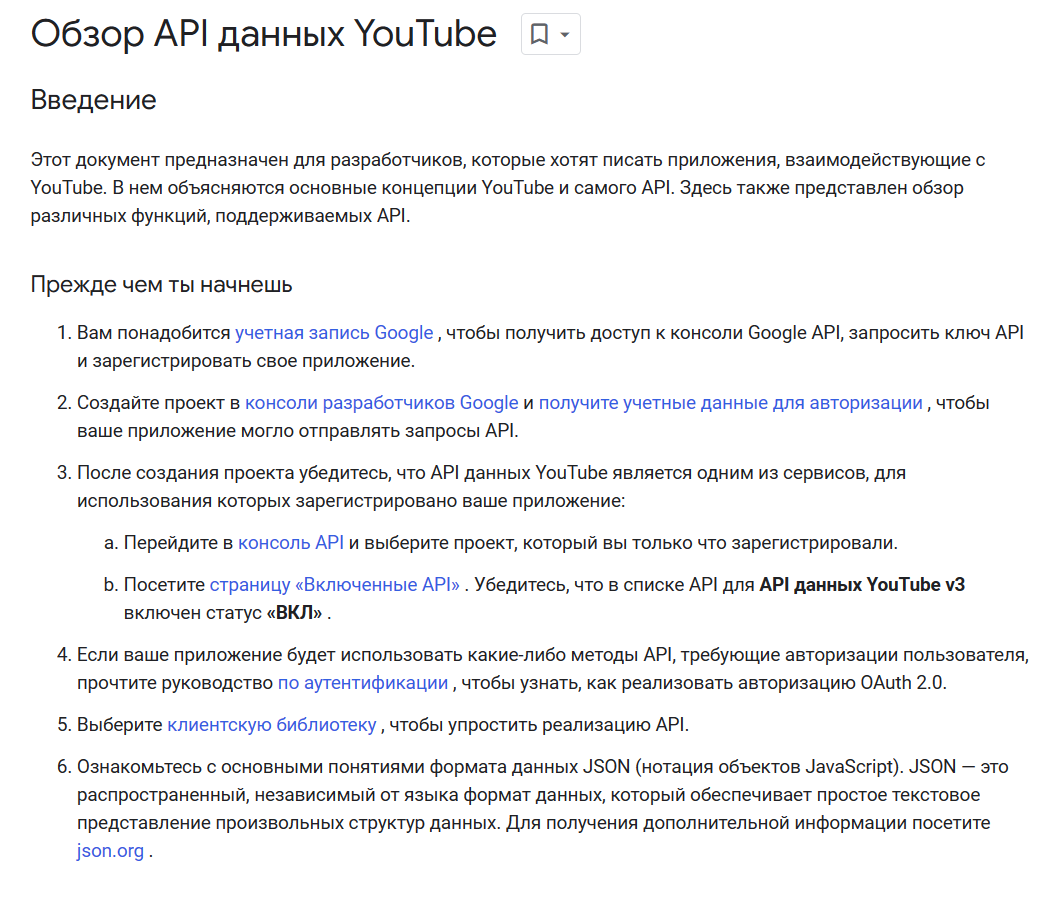 Обзор API данных YouTube
Введение
Этот документ предназначен для разработчиков, которые хотят писать приложения, взаимодействующие с
YouTube. В нем объясняются основные концепции YouTube и самого API. Здесь также представлен обзор
различных функций, поддерживаемых API.
Прежде чем ты начнешь
1. Вам понадобится учетная запись Google , чтобы получить доступ к консоли Google API, запросить ключ API
и зарегистрировать свое приложение.
2. Создайте проект в консоли разработчиков Google и получите учетные данные для авторизации , чтобы
ваше приложение могло отправлять запросы API.
3. После создания проекта убедитесь, что API данных YouTube является одним из сервисов, для
использования которых зарегистрировано ваше приложение:
a. Перейдите в консоль API и выберите проект, который вы только что зарегистрировали.
b. Посетите страницу «Включенные API» . Убедитесь, что в списке API для API данных YouTube v3
включен статус «ВКЛ» .
4. Если ваше приложение будет использовать какие-либо методы API, требующие авторизации пользователя,
прочтите руководство по аутентификации , чтобы узнать, как реализовать авторизацию OAuth 2.0.
5. Выберите клиентскую библиотеку , чтобы упростить реализацию API.
6. Ознакомьтесь с основными понятиями формата данных JSON (нотация объектов JavaScript). JSON — это
распространенный, независимый от языка формат данных, который обеспечивает простое текстовое
представление произвольных структур данных. Для получения дополнительной информации посетите
json.org .